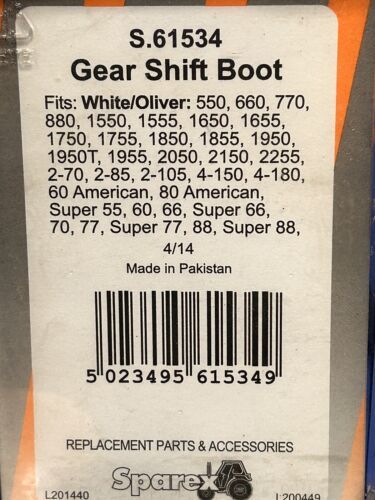 S.61534
Gear Shift Boot
Fits: White/Oliver: 550, 660, 770,
880, 1550, 1555, 1650, 1655,
1750, 1755, 1850, 1855, 1950,
1950T, 1955, 2050, 2150, 2255,
2-70, 2-85, 2-105, 4-150, 4-180,
60 American, 80 American,
Super 55, 60, 66, Super 66,
70, 77, Super 77, 88, Super 88,
4/14
Made in Pakistan
5 023495 615349
REPLACEMENT PARTS & ACCESSORIES
Sparex
L201440 L200449